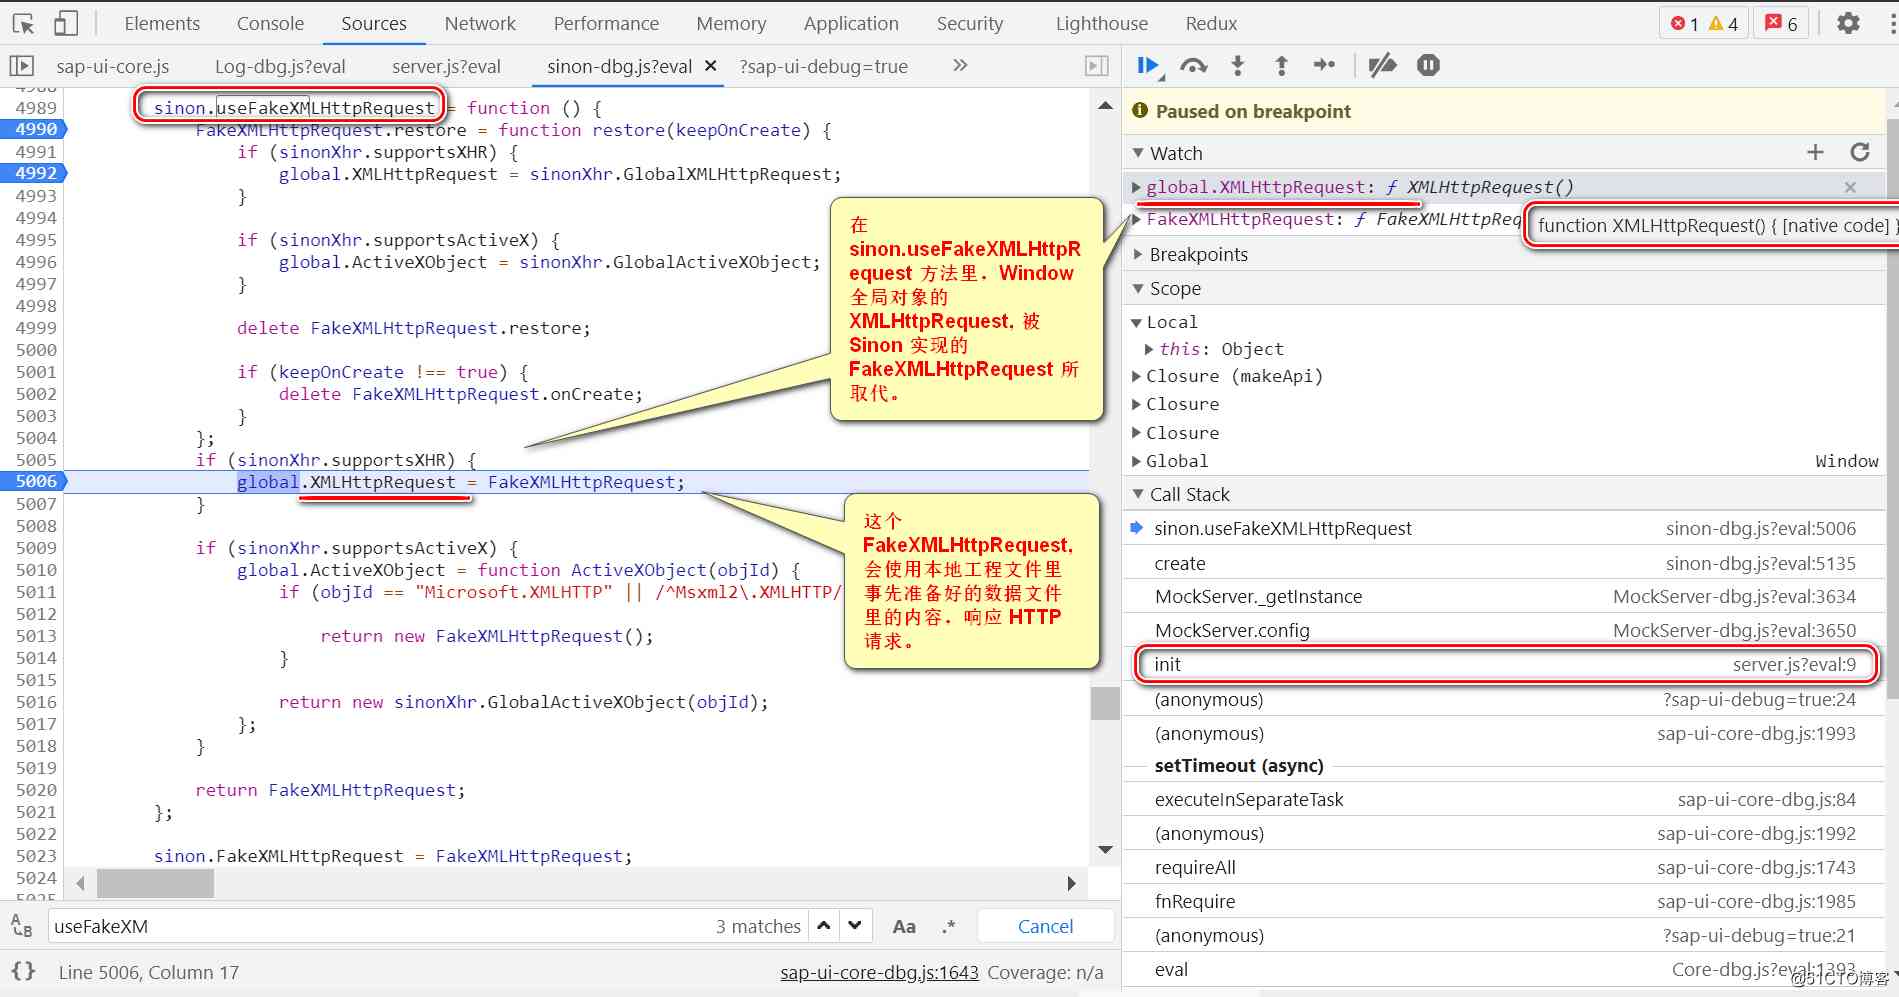 Elements Console Sources Network Performance Memory Application Security Lighthouse Redux 1 4 6
sap-ui-core.js Log-dbg.js?eval server.js?eval sinon-dbg.js?eval × ?sap-ui-debug=true »
4988
4989 sinon.useFakeXMLHttpRequest = function () {
4990 FakeXMLHttpRequest.restore = function restore(keepOnCreate) {
4991 if (sinonXhr.supportsXHR) {
4992 global.XMLHttpRequest = sinonXhr.GlobalXMLHttpRequest;
4993 }
4994
4995 if (sinonXhr.supportsActiveX) {
4996 global.ActiveXObject = sinonXhr.GlobalActiveXObject;
4997 }
4998
4999 delete FakeXMLHttpRequest.restore;
5000
5001 if (keepOnCreate !== true) {
5002 delete FakeXMLHttpRequest.onCreate;
5003 }
5004 };
5005 if (sinonXhr.supportsXHR) {
5006 global.XMLHttpRequest = FakeXMLHttpRequest;
5007 }
5008
5009 if (sinonXhr.supportsActiveX) {
5010 global.ActiveXObject = function ActiveXObject(objId) {
5011 if (objId == "Microsoft.XMLHTTP" || /^Msxml2\.XMLHTTP/
5012
5013 return new FakeXMLHttpRequest();
5014 }
5015
5016 return new sinonXhr.GlobalActiveXObject(objId);
5017 };
5018 }
5019
5020 return FakeXMLHttpRequest;
5021 };
5022
5023 sinon.FakeXMLHttpRequest = FakeXMLHttpRequest;
5024
5025
在
sinon.useFakeXMLHttpR
equest 方法里，Window
全局对象的
XMLHttpRequest, 被
Sinon 实现的
FakeXMLHttpRequest 所
取代。
这个
FakeXMLHttpRequest,
会使用本地工程文件里
事先准备好的数据文件
里的内容，响应 HTTP
请求。
useFakeXM 3 matches Aa .* Cancel
{} Line 5006, Column 17 sap-ui-core-dbg.js:1643 Coverage: n/a
Paused on breakpoint
Watch
global.XMLHttpRequest: ƒ XMLHttpRequest() ×
FakeXMLHttpRequest: ƒ FakeXMLHttpReq
function XMLHttpRequest() { [native code] }
Breakpoints
Scope
Local
this: Object
Closure (makeApi)
Closure
Closure
Global Window
Call Stack
sinon.useFakeXMLHttpRequest sinon-dbg.js?eval:5006
create sinon-dbg.js?eval:5135
MockServer._getInstance MockServer-dbg.js?eval:3634
MockServer.config MockServer-dbg.js?eval:3650
init server.js?eval:9
(anonymous) ?sap-ui-debug=true:24
(anonymous) sap-ui-core-dbg.js:1993
setTimeout (async)
executeInSeparateTask sap-ui-core-dbg.js:84
(anonymous) sap-ui-core-dbg.js:1992
requireAll sap-ui-core-dbg.js:1743
fnRequire sap-ui-core-dbg.js:1985
(anonymous) ?sap-ui-debug=true:21
eval Core-dbg.js?eval:1393
@51CTO博客